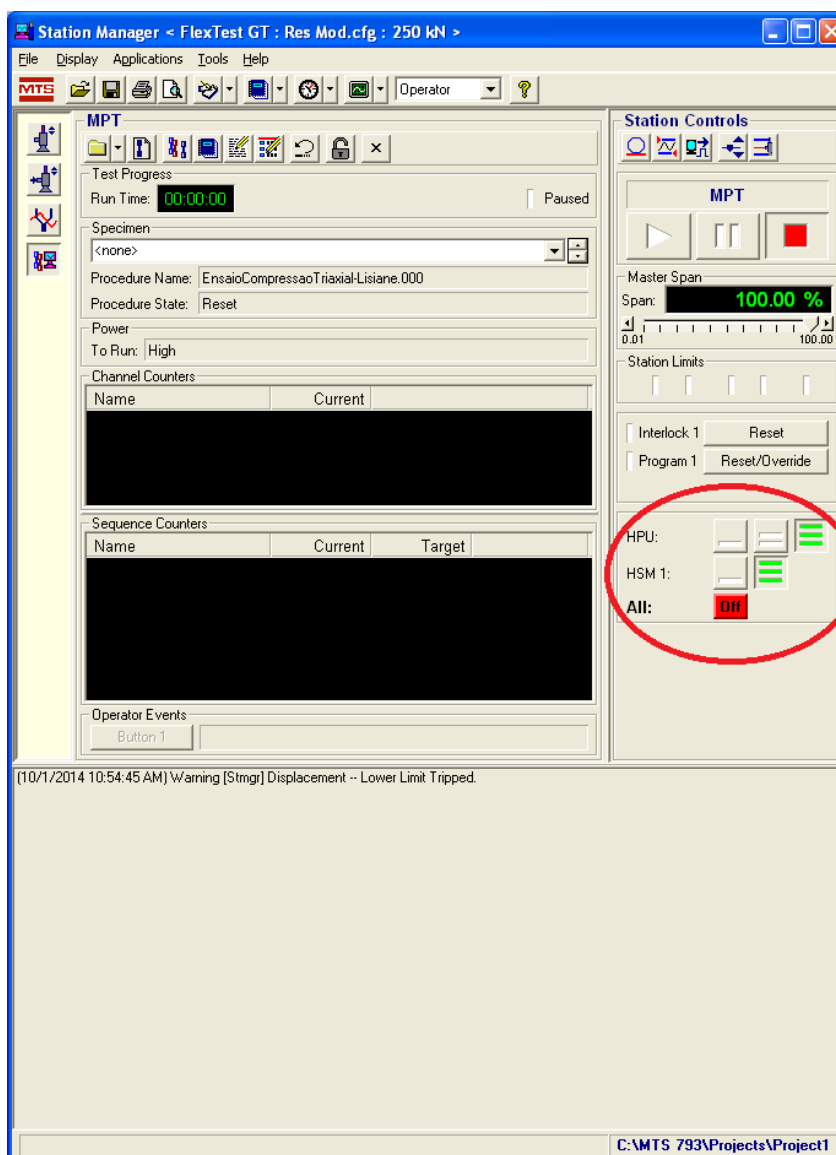 Station Manager < FlexTest GT : Res Mod.cfg : 250 kN >
File Display Applications Tools Help
MTS Operator
MPT
Test Progress
Run Time: 00:00:00 Paused
Specimen
<none>
Procedure Name: EnsaioCompressaoTriaxial-Lisiane.000
Procedure State: Reset
Power
To Run: High
Channel Counters
Name Current
Sequence Counters
Name Current Target
Operator Events
Button 1
Station Controls
MPT
Master Span
Span: 100.00 %
0.01 100.00
Station Limits
Interlock 1 Reset
Program 1 Reset/Override
HPU:
HSM 1:
All: Off
(10/1/2014 10:54:45 AM) Warning [Stmgr] Displacement -- Lower Limit Tripped.
C:\MTS 793\Projects\Project1